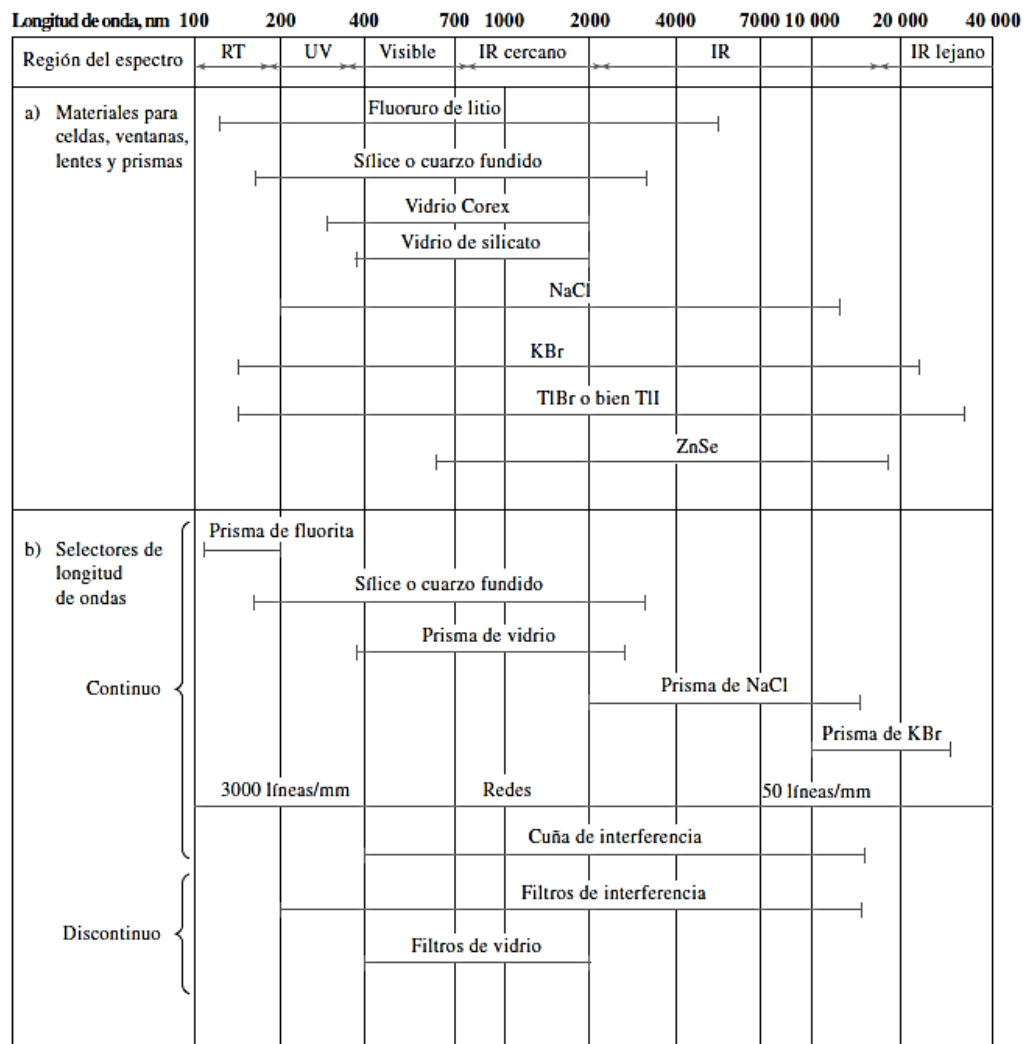 Longitud de onda, nm 100 200 400 700 1000 2000 4000 7000 10 000 20 000 40 000
Región del espectro RT UV Visible IR cercano IR IR lejano
a) Materiales para
celdas, ventanas,
lentes y prismas
Fluoruro de litio
Sílice o cuarzo fundido
Vidrio Corex
Vidrio de silicato
NaCl
KBr
TlBr o bien TlI
ZnSe
b) Selectores de
longitud
de ondas
Prisma de fluorita
Sílice o cuarzo fundido
Prisma de vidrio
Continuo
Prisma de NaCl
Prisma de KBr
3000 líneas/mm Redes 50 líneas/mm
Cuña de interferencia
Filtros de interferencia
Discontinuo
Filtros de vidrio